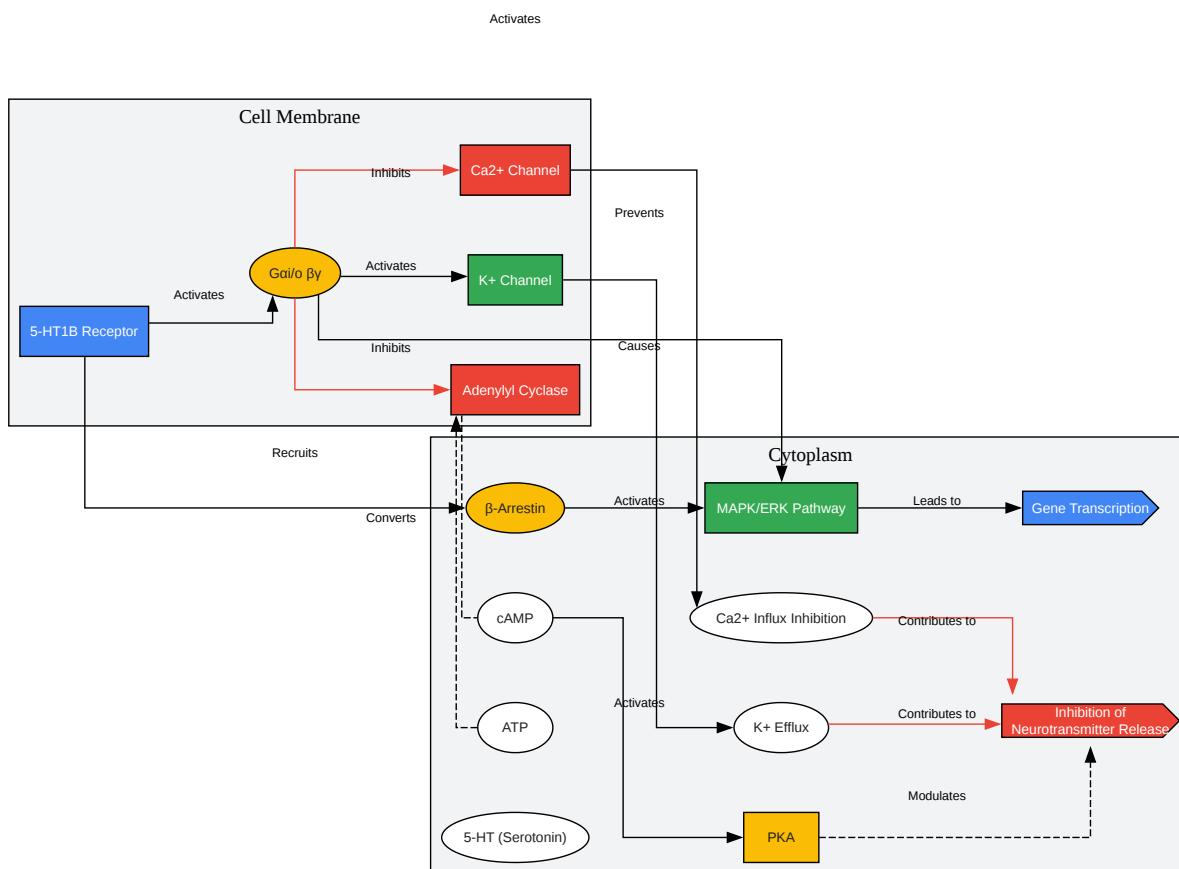 Activates
Cell Membrane
Ca2+ Channel
Inhibits
Prevents
Gαi/o βγ
Activates
K+ Channel
Activates
5-HT1B Receptor
Inhibits
Causes
Adenylyl Cyclase
Recruits
Cytoplasm
Converts
β-Arrestin
Activates
MAPK/ERK Pathway
Leads to
Gene Transcription
cAMP
Ca2+ Influx Inhibition
Contributes to
Activates
ATP
K+ Efflux
Contributes to
Inhibition of
Neurotransmitter Release
Modulates
5-HT (Serotonin)
PKA